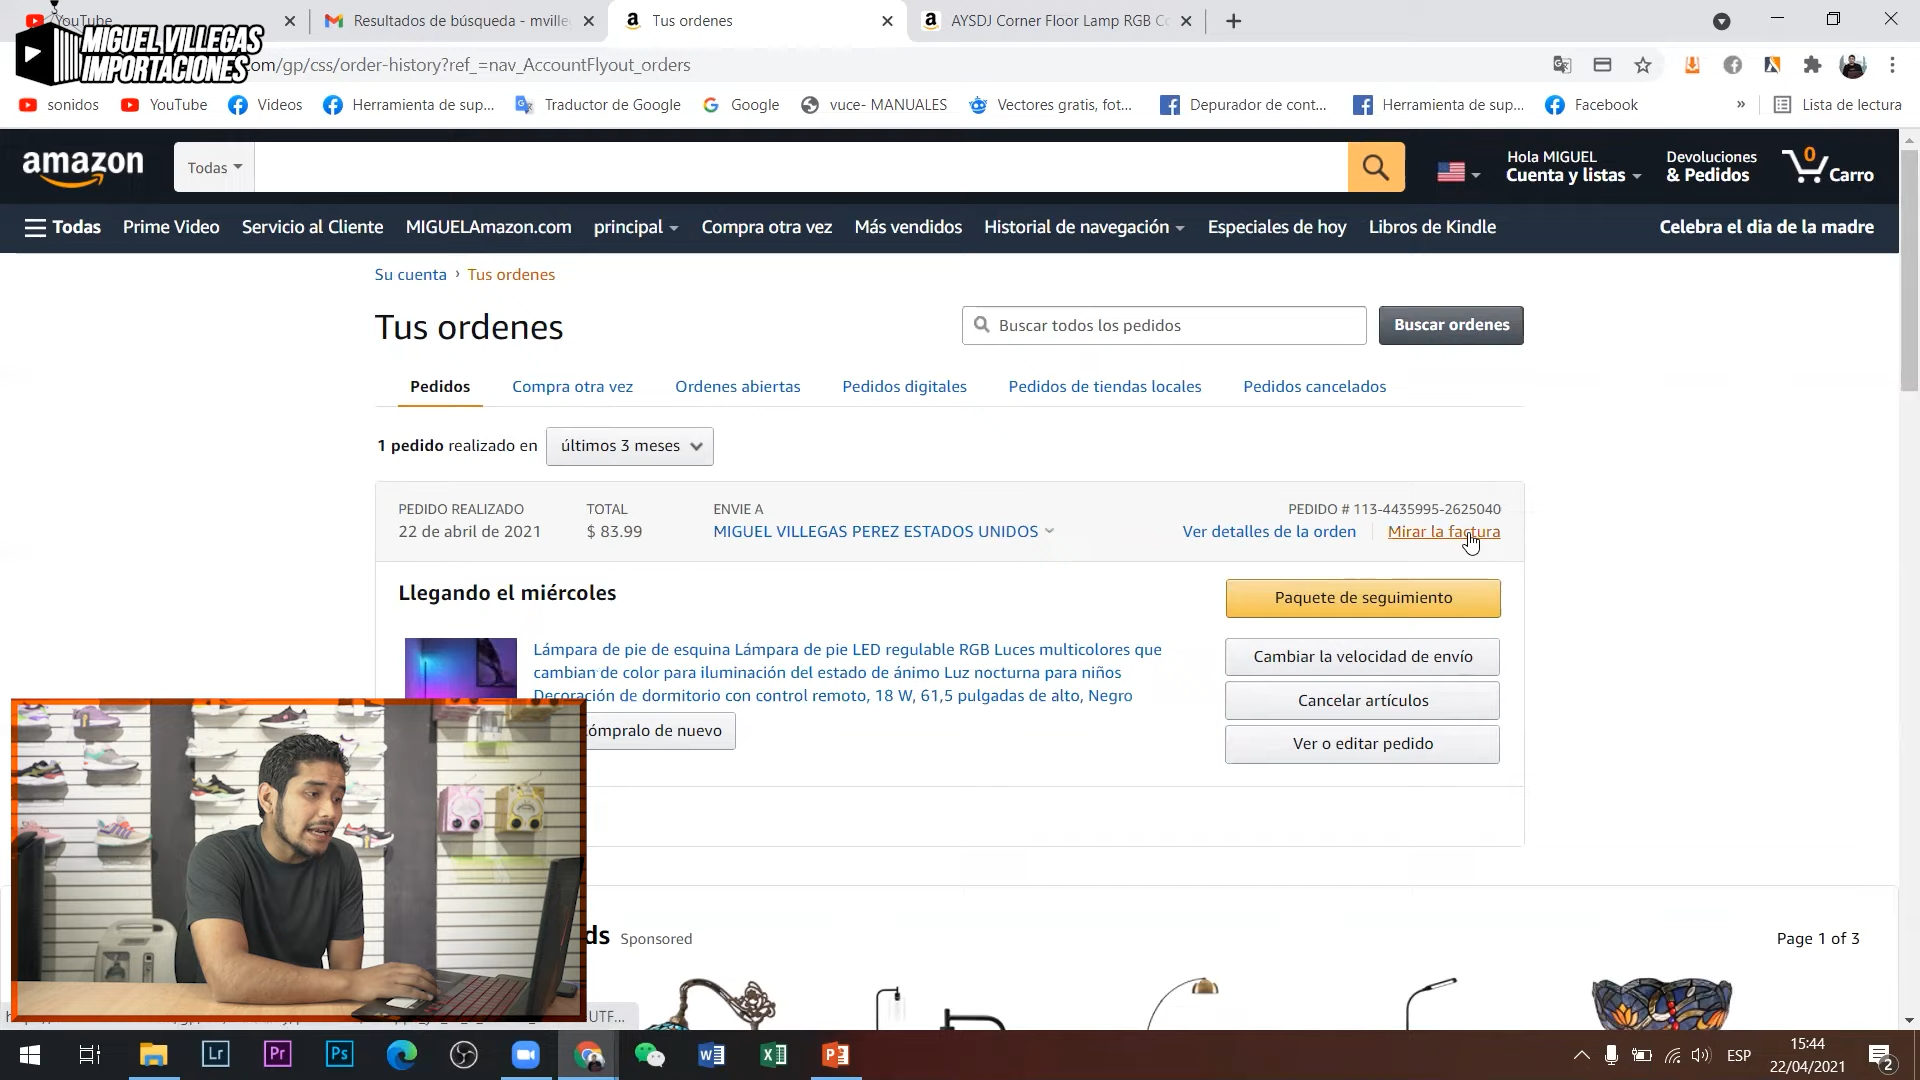 YouTube
Resultados de búsqueda - mville
Tus ordenes
AYSDJ Corner Floor Lamp RGB Co
MIGUEL VILLEGAS
IMPORTACIONES
om/gp/css/order-history?ref_=nav_AccountFlyout_orders
sonidos
YouTube
Videos
Herramienta de sup...
Traductor de Google
Google
vuce- MANUALES
Vectores gratis, fot...
Depurador de cont...
Herramienta de sup...
Facebook
»
Lista de lectura
amazon
Todas
Hola MIGUEL
Cuenta y listas
Devoluciones
& Pedidos
0
Carro
Todas
Prime Video
Servicio al Cliente
MIGUELAmazon.com
principal
Compra otra vez
Más vendidos
Historial de navegación
Especiales de hoy
Libros de Kindle
Celebra el dia de la madre
Su cuenta › Tus ordenes
Tus ordenes
Buscar todos los pedidos
Buscar ordenes
Pedidos
Compra otra vez
Ordenes abiertas
Pedidos digitales
Pedidos de tiendas locales
Pedidos cancelados
1 pedido realizado en
últimos 3 meses
PEDIDO REALIZADO
22 de abril de 2021
TOTAL
$ 83.99
ENVIE A
MIGUEL VILLEGAS PEREZ ESTADOS UNIDOS
PEDIDO # 113-4435995-2625040
Ver detalles de la orden
Mirar la factura
Llegando el miércoles
Lámpara de pie de esquina Lámpara de pie LED regulable RGB Luces multicolores que
cambian de color para iluminación del estado de ánimo Luz nocturna para niños
Decoración de dormitorio con control remoto, 18 W, 61,5 pulgadas de alto, Negro
ómpralo de nuevo
Paquete de seguimiento
Cambiar la velocidad de envío
Cancelar artículos
Ver o editar pedido
ds Sponsored
Page 1 of 3
UTF...
Lr
Pr
Ps
W
X
P
ESP
15:44
22/04/2021
2